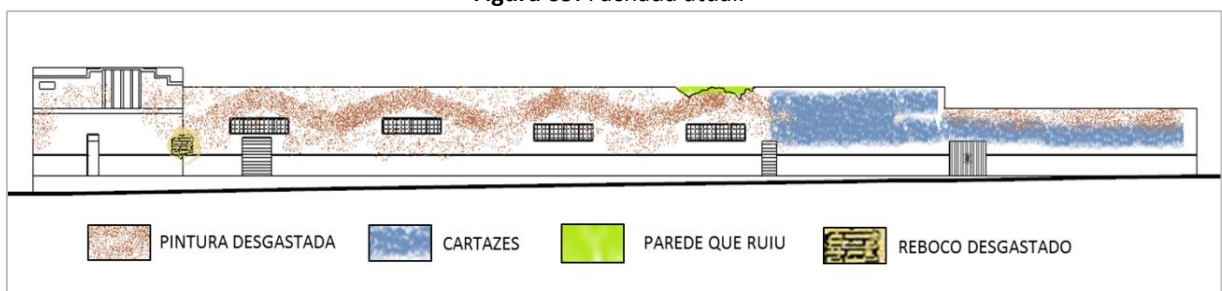 PINTURA DESGASTADA
CARTAZES
PAREDE QUE RUIU
REBOCO DESGASTADO